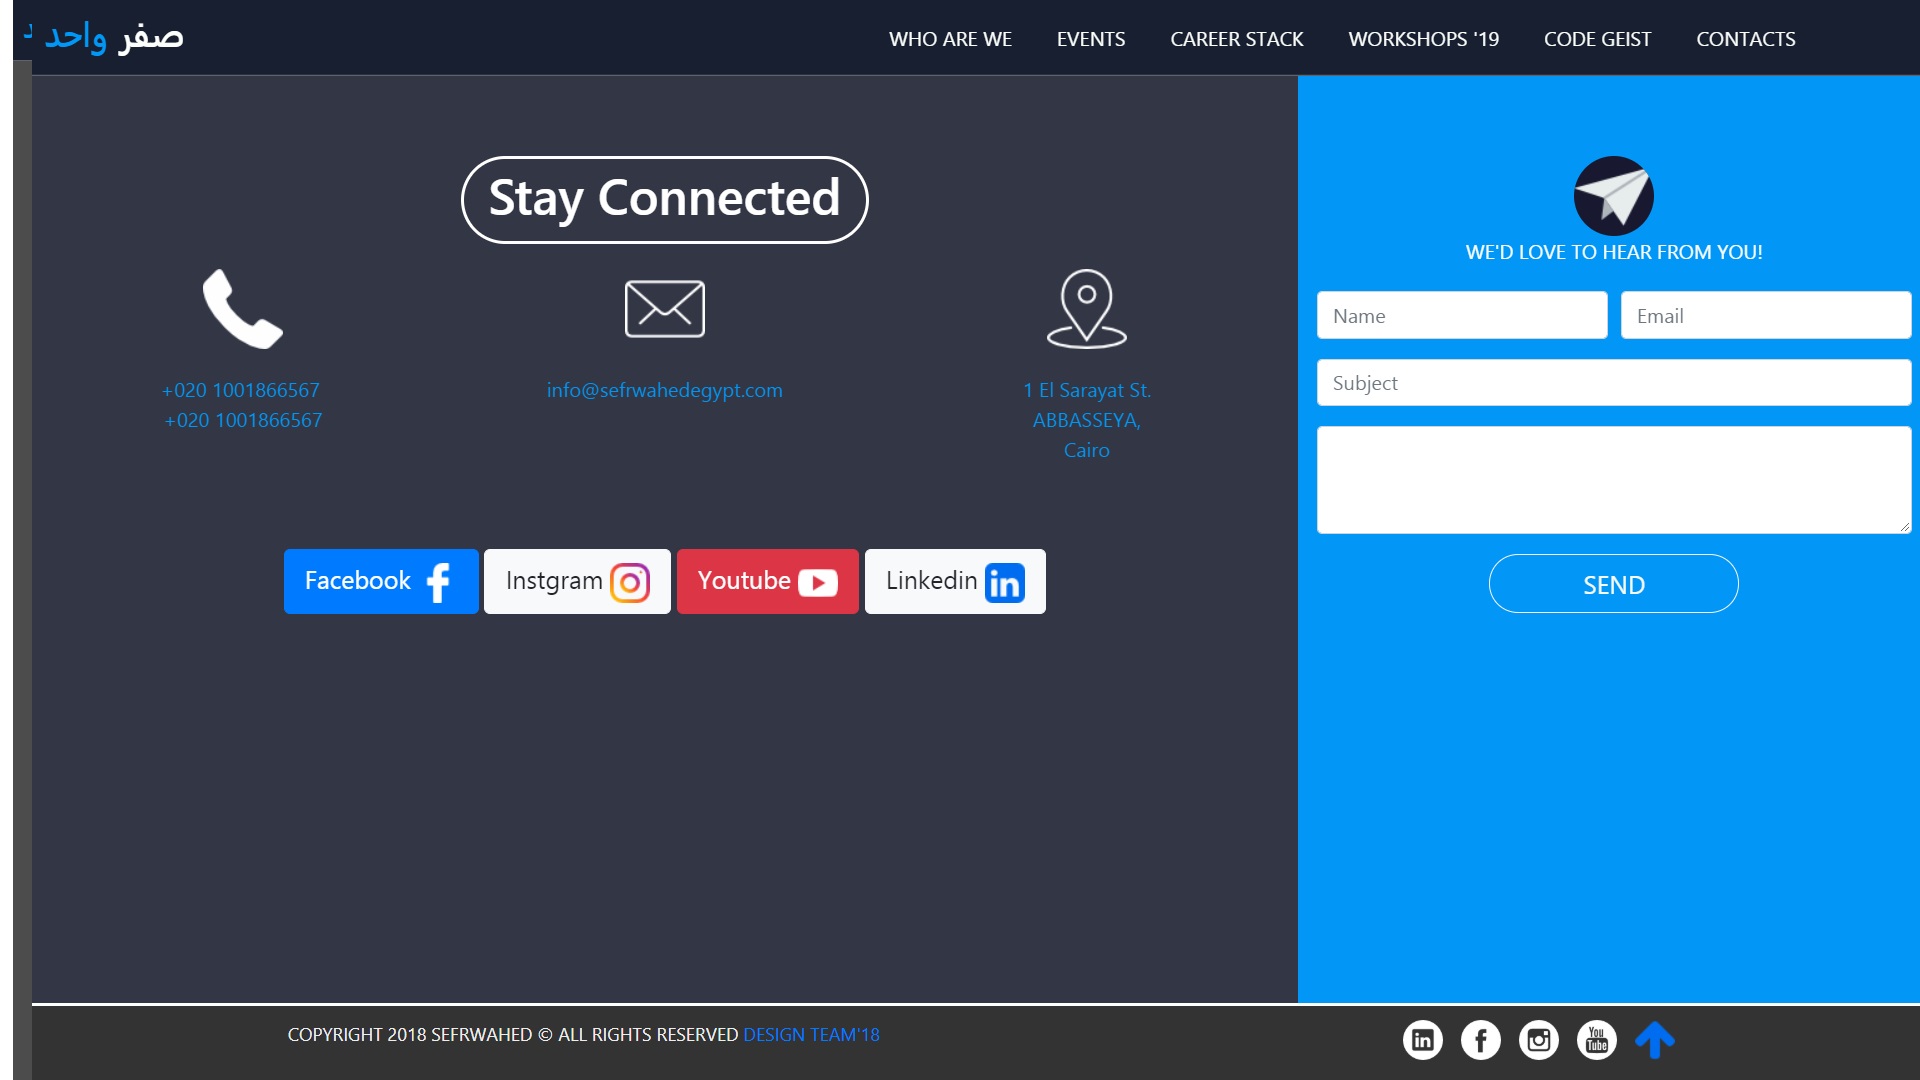 صفر واحد
WHO ARE WE EVENTS CAREER STACK WORKSHOPS '19 CODE GEIST CONTACTS
Stay Connected
+020 1001866567
+020 1001866567
info@sefrwahedegypt.com
1 El Sarayat St.
ABBASSEYA,
Cairo
Facebook Instgram Youtube Linkedin
WE'D LOVE TO HEAR FROM YOU!
Name Email
Subject
SEND
COPYRIGHT 2018 SEFRWAHED © ALL RIGHTS RESERVED DESIGN TEAM'18
You
Tube